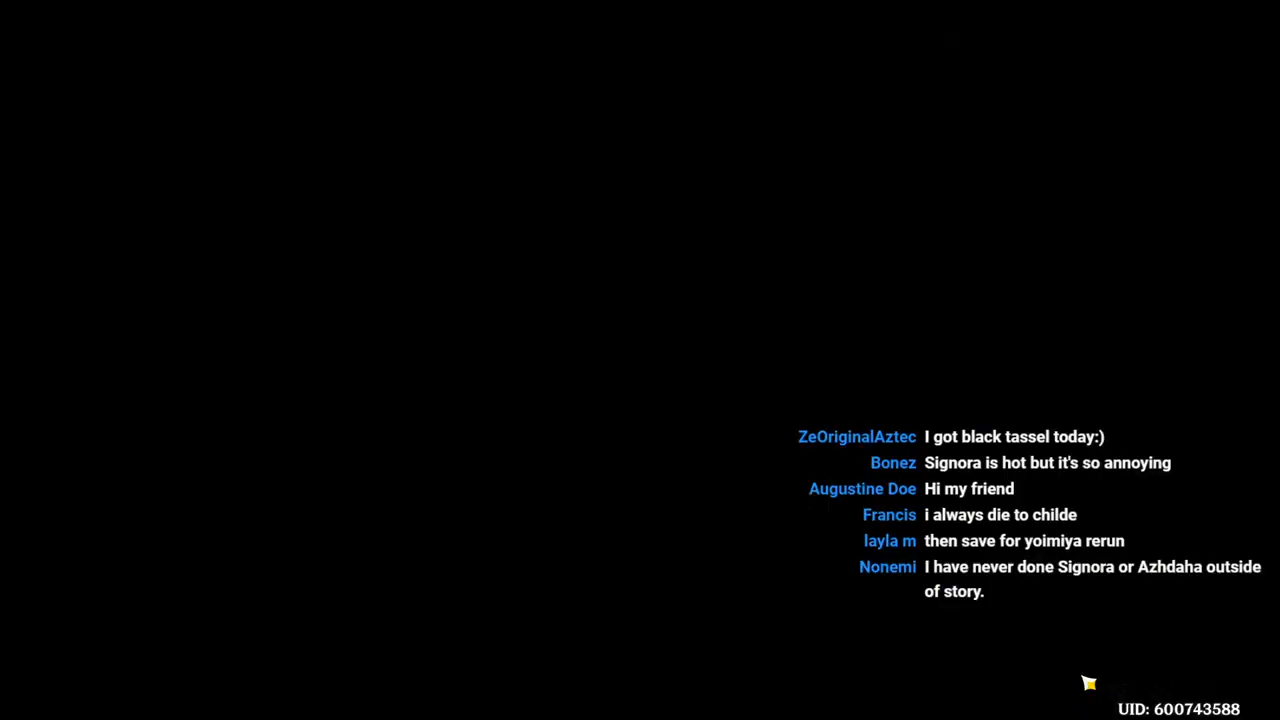 ZeOriginalAztec I got black tassel today:)
Bonez Signora is hot but it's so annoying
Augustine Doe Hi my friend
Francis i always die to childe
layla m then save for yoimiya rerun
Nonemi I have never done Signora or Azhdaha outside
of story.
UID: 600743588